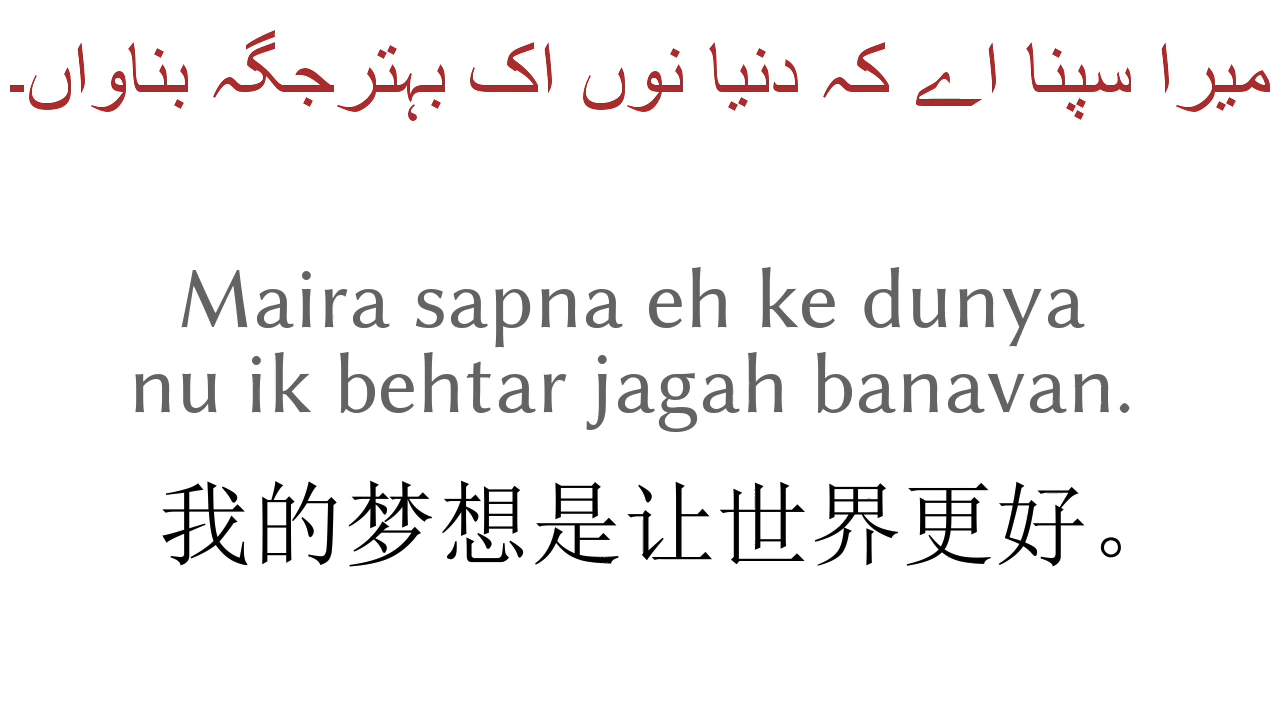 میرا سپنا اے کہ دنیا نوں اک بہترجگہ بناواں۔
Maira sapna eh ke dunya
nu ik behtar jagah banavan.
我的梦想是让世界更好。